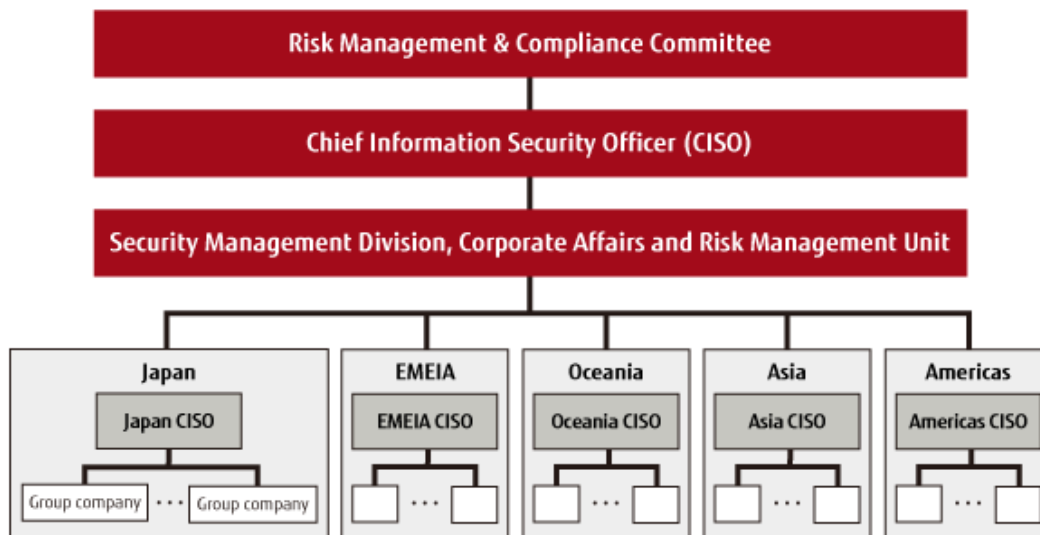 Risk Management & Compliance Committee
Chief Information Security Officer (CISO)
Security Management Division, Corporate Affairs and Risk Management Unit
Japan
EMEIA
Oceania
Asia
Americas
Japan CISO
EMEIA CISO
Oceania CISO
Asia CISO
Americas CISO
Group company ··· Group company
···
···
···
···